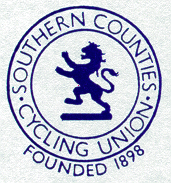 ·SOUTHERN COUNTIES·
CYCLING UNION
FOUNDED 1898